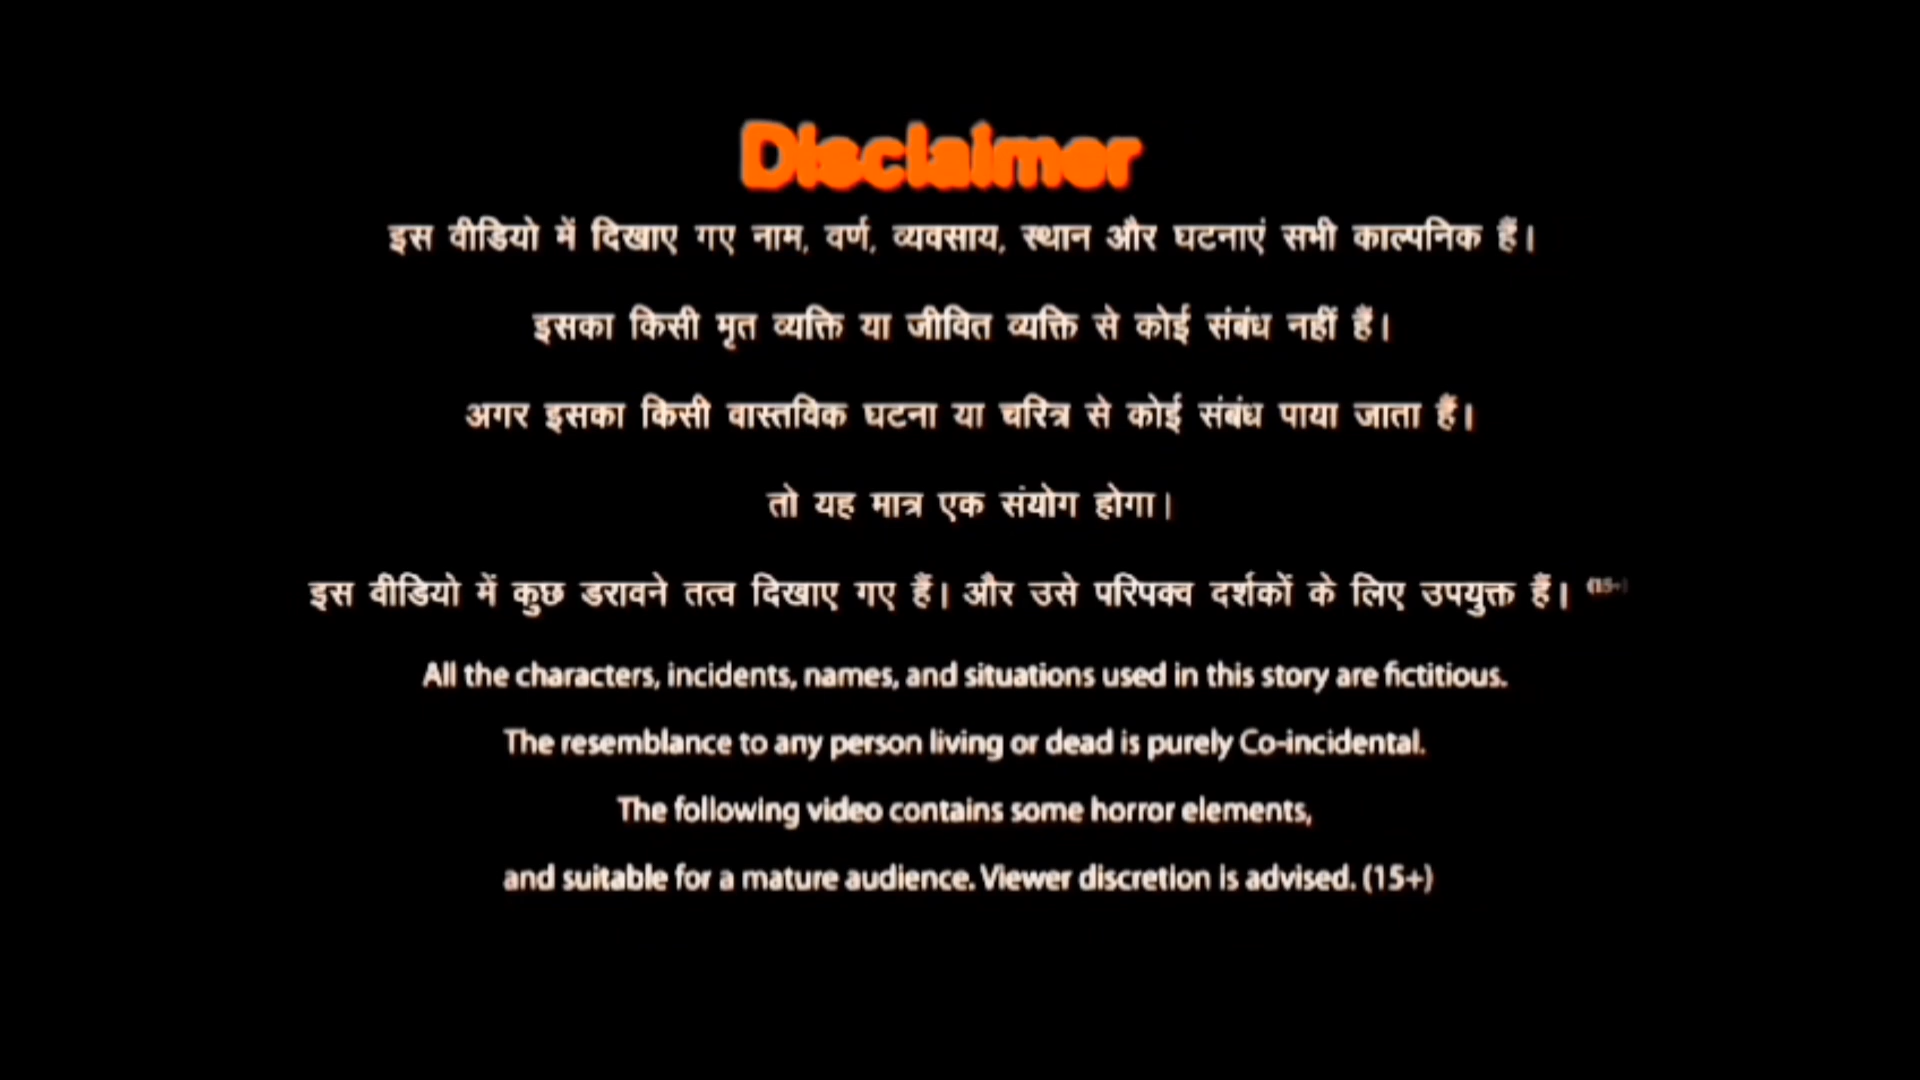 Disclaimer
इस वीडियो में दिखाए गए नाम, वर्ण, व्यवसाय, स्थान और घटनाएं सभी काल्पनिक हैं।
इसका किसी मृत व्यक्ति या जीवित व्यक्ति से कोई संबंध नहीं हैं।
अगर इसका किसी वास्तविक घटना या चरित्र से कोई संबंध पाया जाता हैं।
तो यह मात्र एक संयोग होगा।
इस वीडियो में कुछ डरावने तत्व दिखाए गए हैं। और उसे परिपक्व दर्शकों के लिए उपयुक्त हैं। (15+)
All the characters, incidents, names, and situations used in this story are fictitious.
The resemblance to any person living or dead is purely Co-incidental.
The following video contains some horror elements,
and suitable for a mature audience. Viewer discretion is advised. (15+)